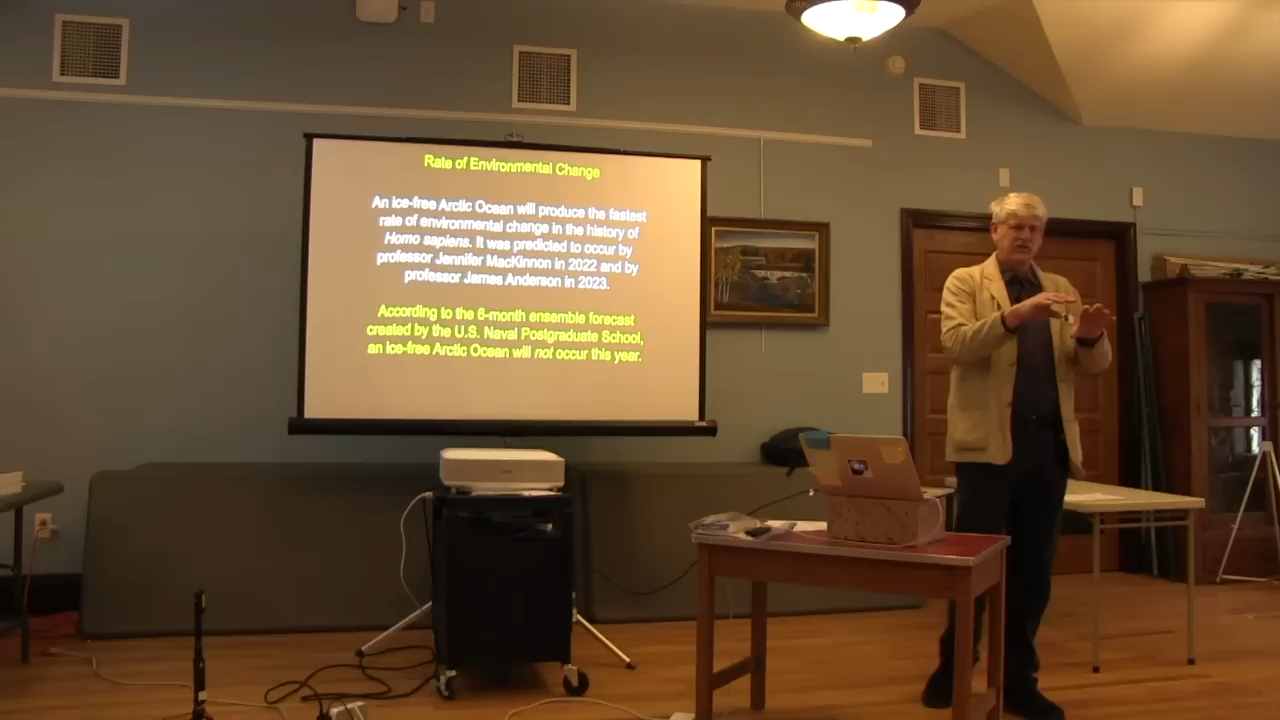 Rate of Environmental Change
An ice-free Arctic Ocean will produce the fastest
rate of environmental change in the history of
Homo sapiens. It was predicted to occur by
professor Jennifer MacKinnon in 2022 and by
professor James Anderson in 2023.
According to the 6-month ensemble forecast
created by the U.S. Naval Postgraduate School,
an ice-free Arctic Ocean will not occur this year.